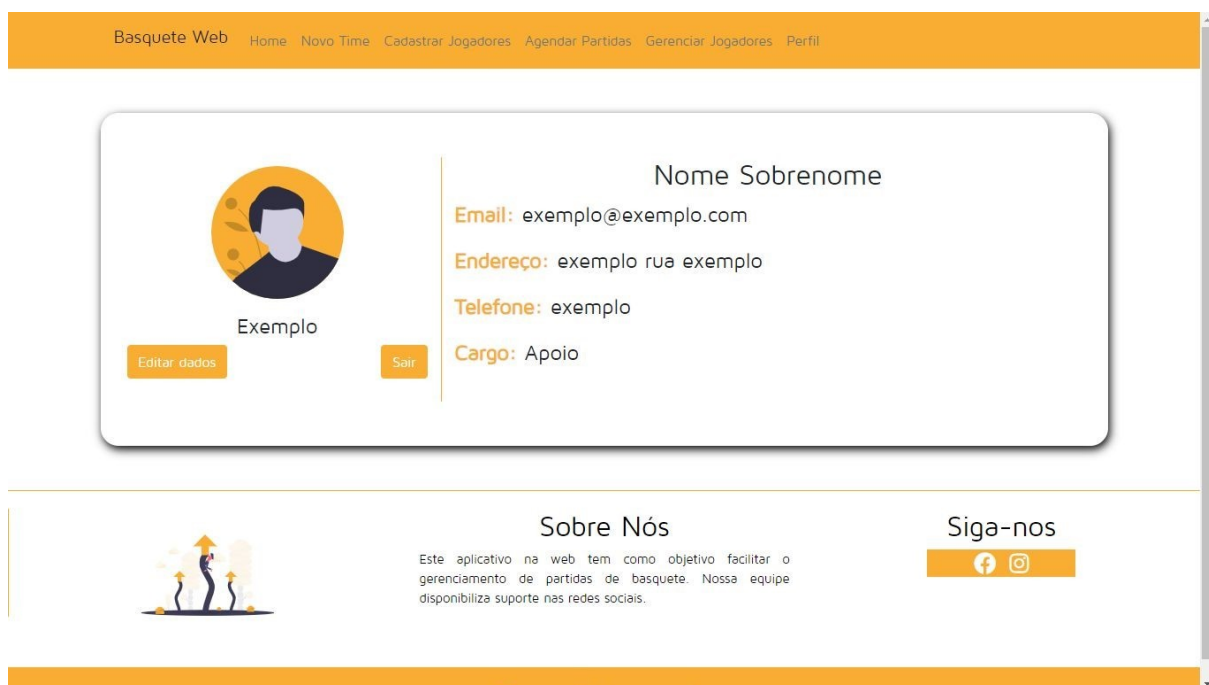 Basquete Web Home Novo Time Cadastrar Jogadores Agendar Partidas Gerenciar Jogadores Perfil
Exemplo
Editar dados Sair
Nome Sobrenome
Email: exemplo@exemplo.com
Endereço: exemplo rua exemplo
Telefone: exemplo
Cargo: Apoio
Sobre Nós
Este aplicativo na web tem como objetivo facilitar o
gerenciamento de partidas de basquete. Nossa equipe
disponibiliza suporte nas redes sociais.
Siga-nos